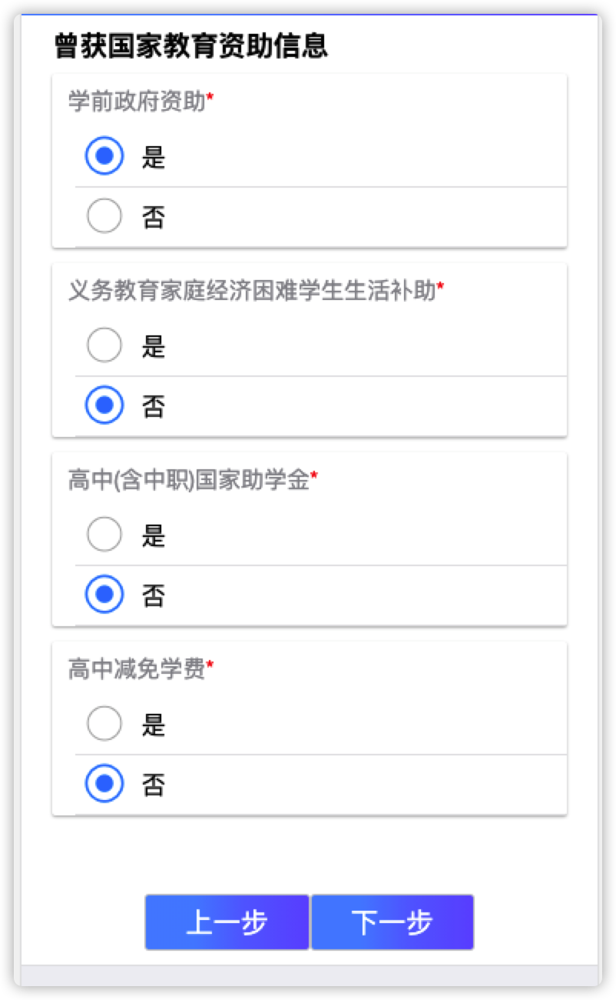 曾获国家教育资助信息
学前政府资助*
是
否
义务教育家庭经济困难学生生活补助*
是
否
高中(含中职)国家助学金*
是
否
高中减免学费*
是
否
上一步 下一步